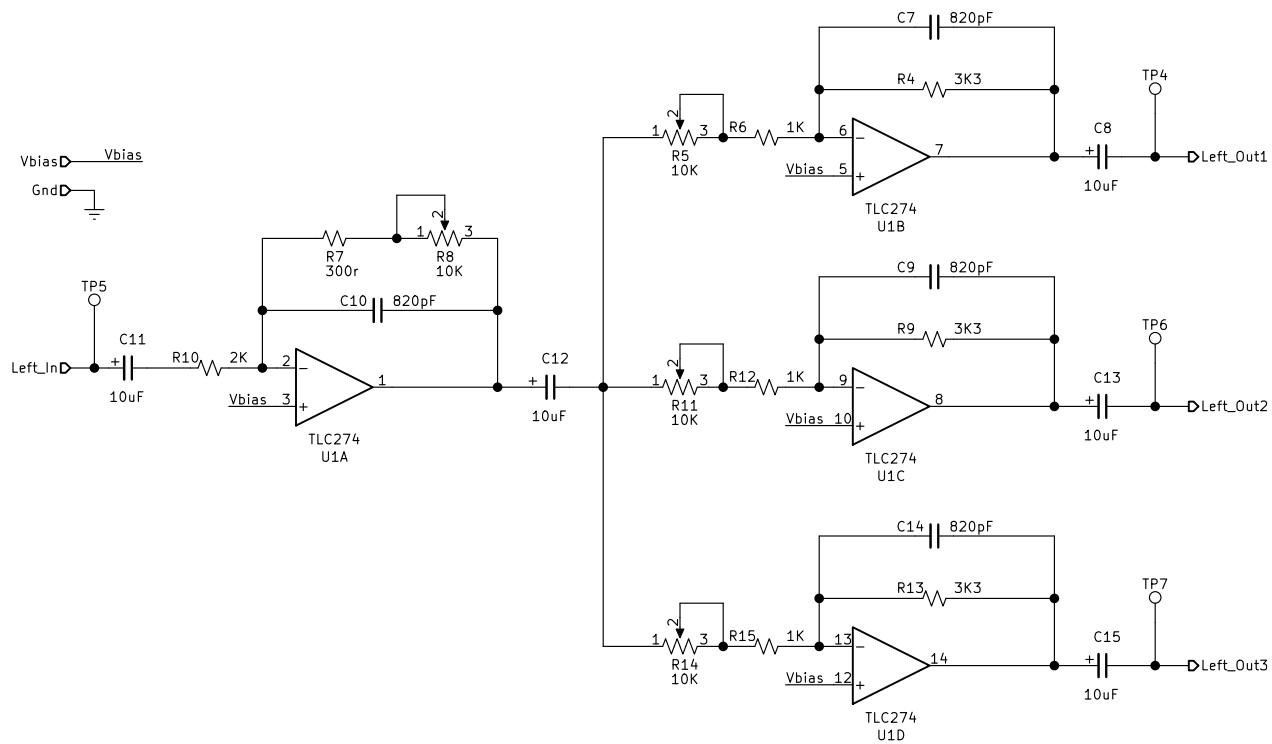 C7 820pF
R4 3K3
TP4
1 2 3 R6 1K 6
R5
10K
Vbias 5
7
C8
+
10uF
Left_Out1
TLC274
U1B
Vbias Vbias
Gnd
1 2 3
R7
300r
R8
10K
C10 820pF
TP5
Left_In
C11
+
10uF
R10 2K 2
Vbias 3
1
TLC274
U1A
C12
+
10uF
C9 820pF
R9 3K3
TP6
1 2 3 R12 1K 9
R11
10K
Vbias 10
8
C13
+
10uF
Left_Out2
TLC274
U1C
C14 820pF
R13 3K3
TP7
1 2 3 R15 1K 13
R14
10K
Vbias 12
14
C15
+
10uF
Left_Out3
TLC274
U1D